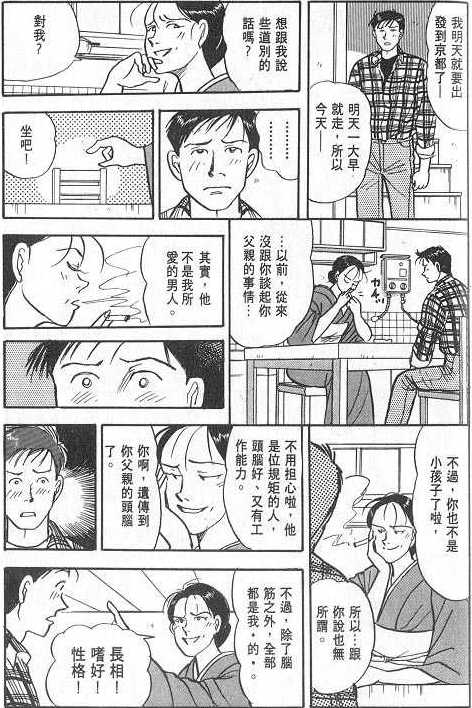 我明天就要出
發到京都了—
明天一大早
就走，所以
今天—
想跟我說
些道別的
話嗎？
對我？
………
坐吧！
…以前，從來
沒跟你談起你
父親的事情…
其實，他
不是我所
愛的男人。
不過，你也不是
小孩子了啦，
所以…跟
你說也無
所謂。
不用担心啦，他
是位規矩的人，
頭腦好、又有工
作能力。
你啊，遺傳到
你父親的頭腦
了。
不過，除了腦
筋之外，全部
都是我・的・。
長相！
嗜好！
性格！